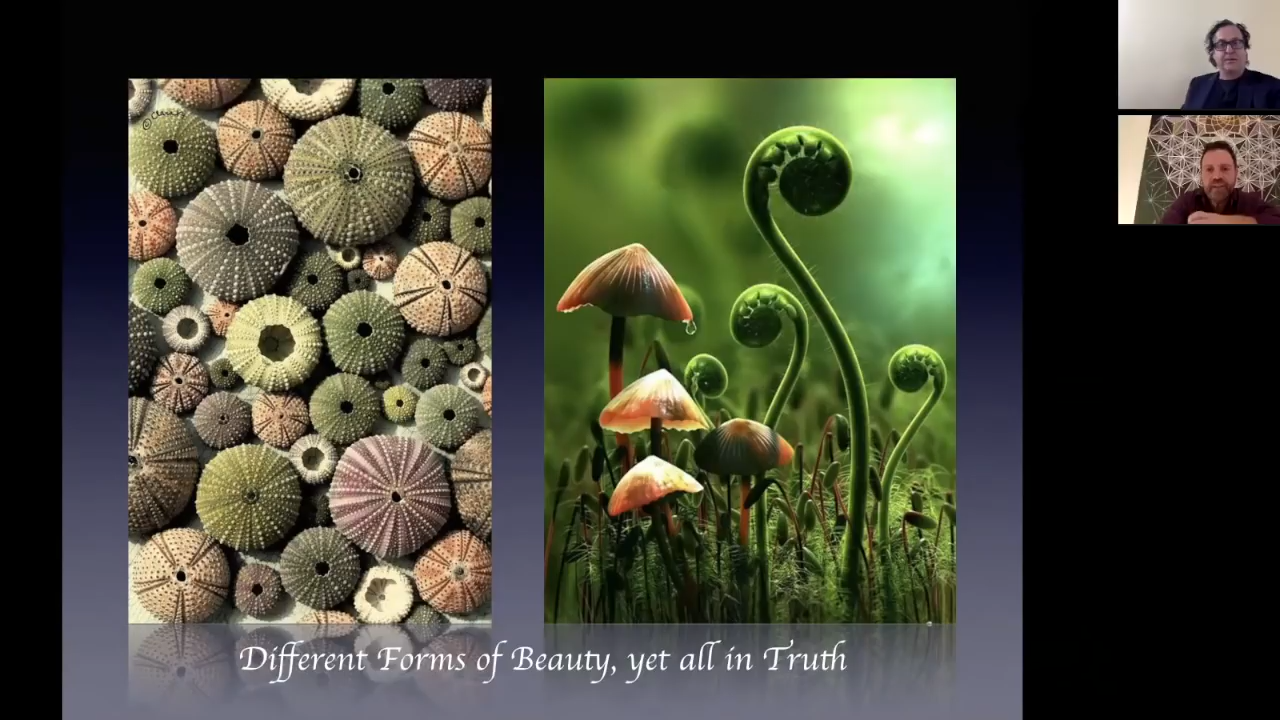 Different Forms of Beauty, yet all in Truth